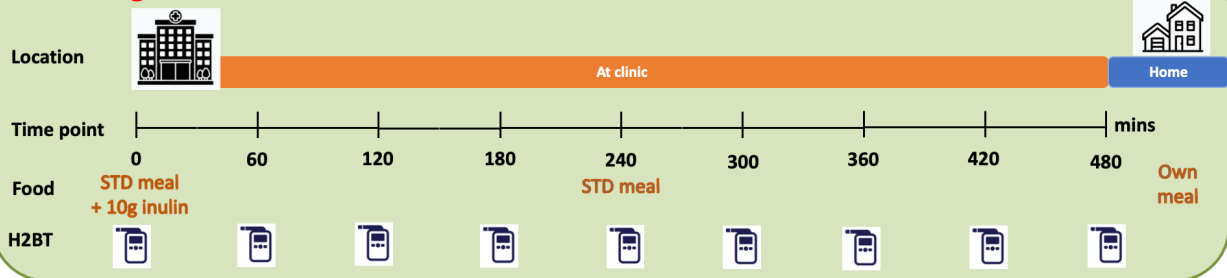 Location
At clinic
Home
Time point
mins
0 60 120 180 240 300 360 420 480
Food
STD meal
+ 10g inulin
STD meal
Own
meal
H2BT